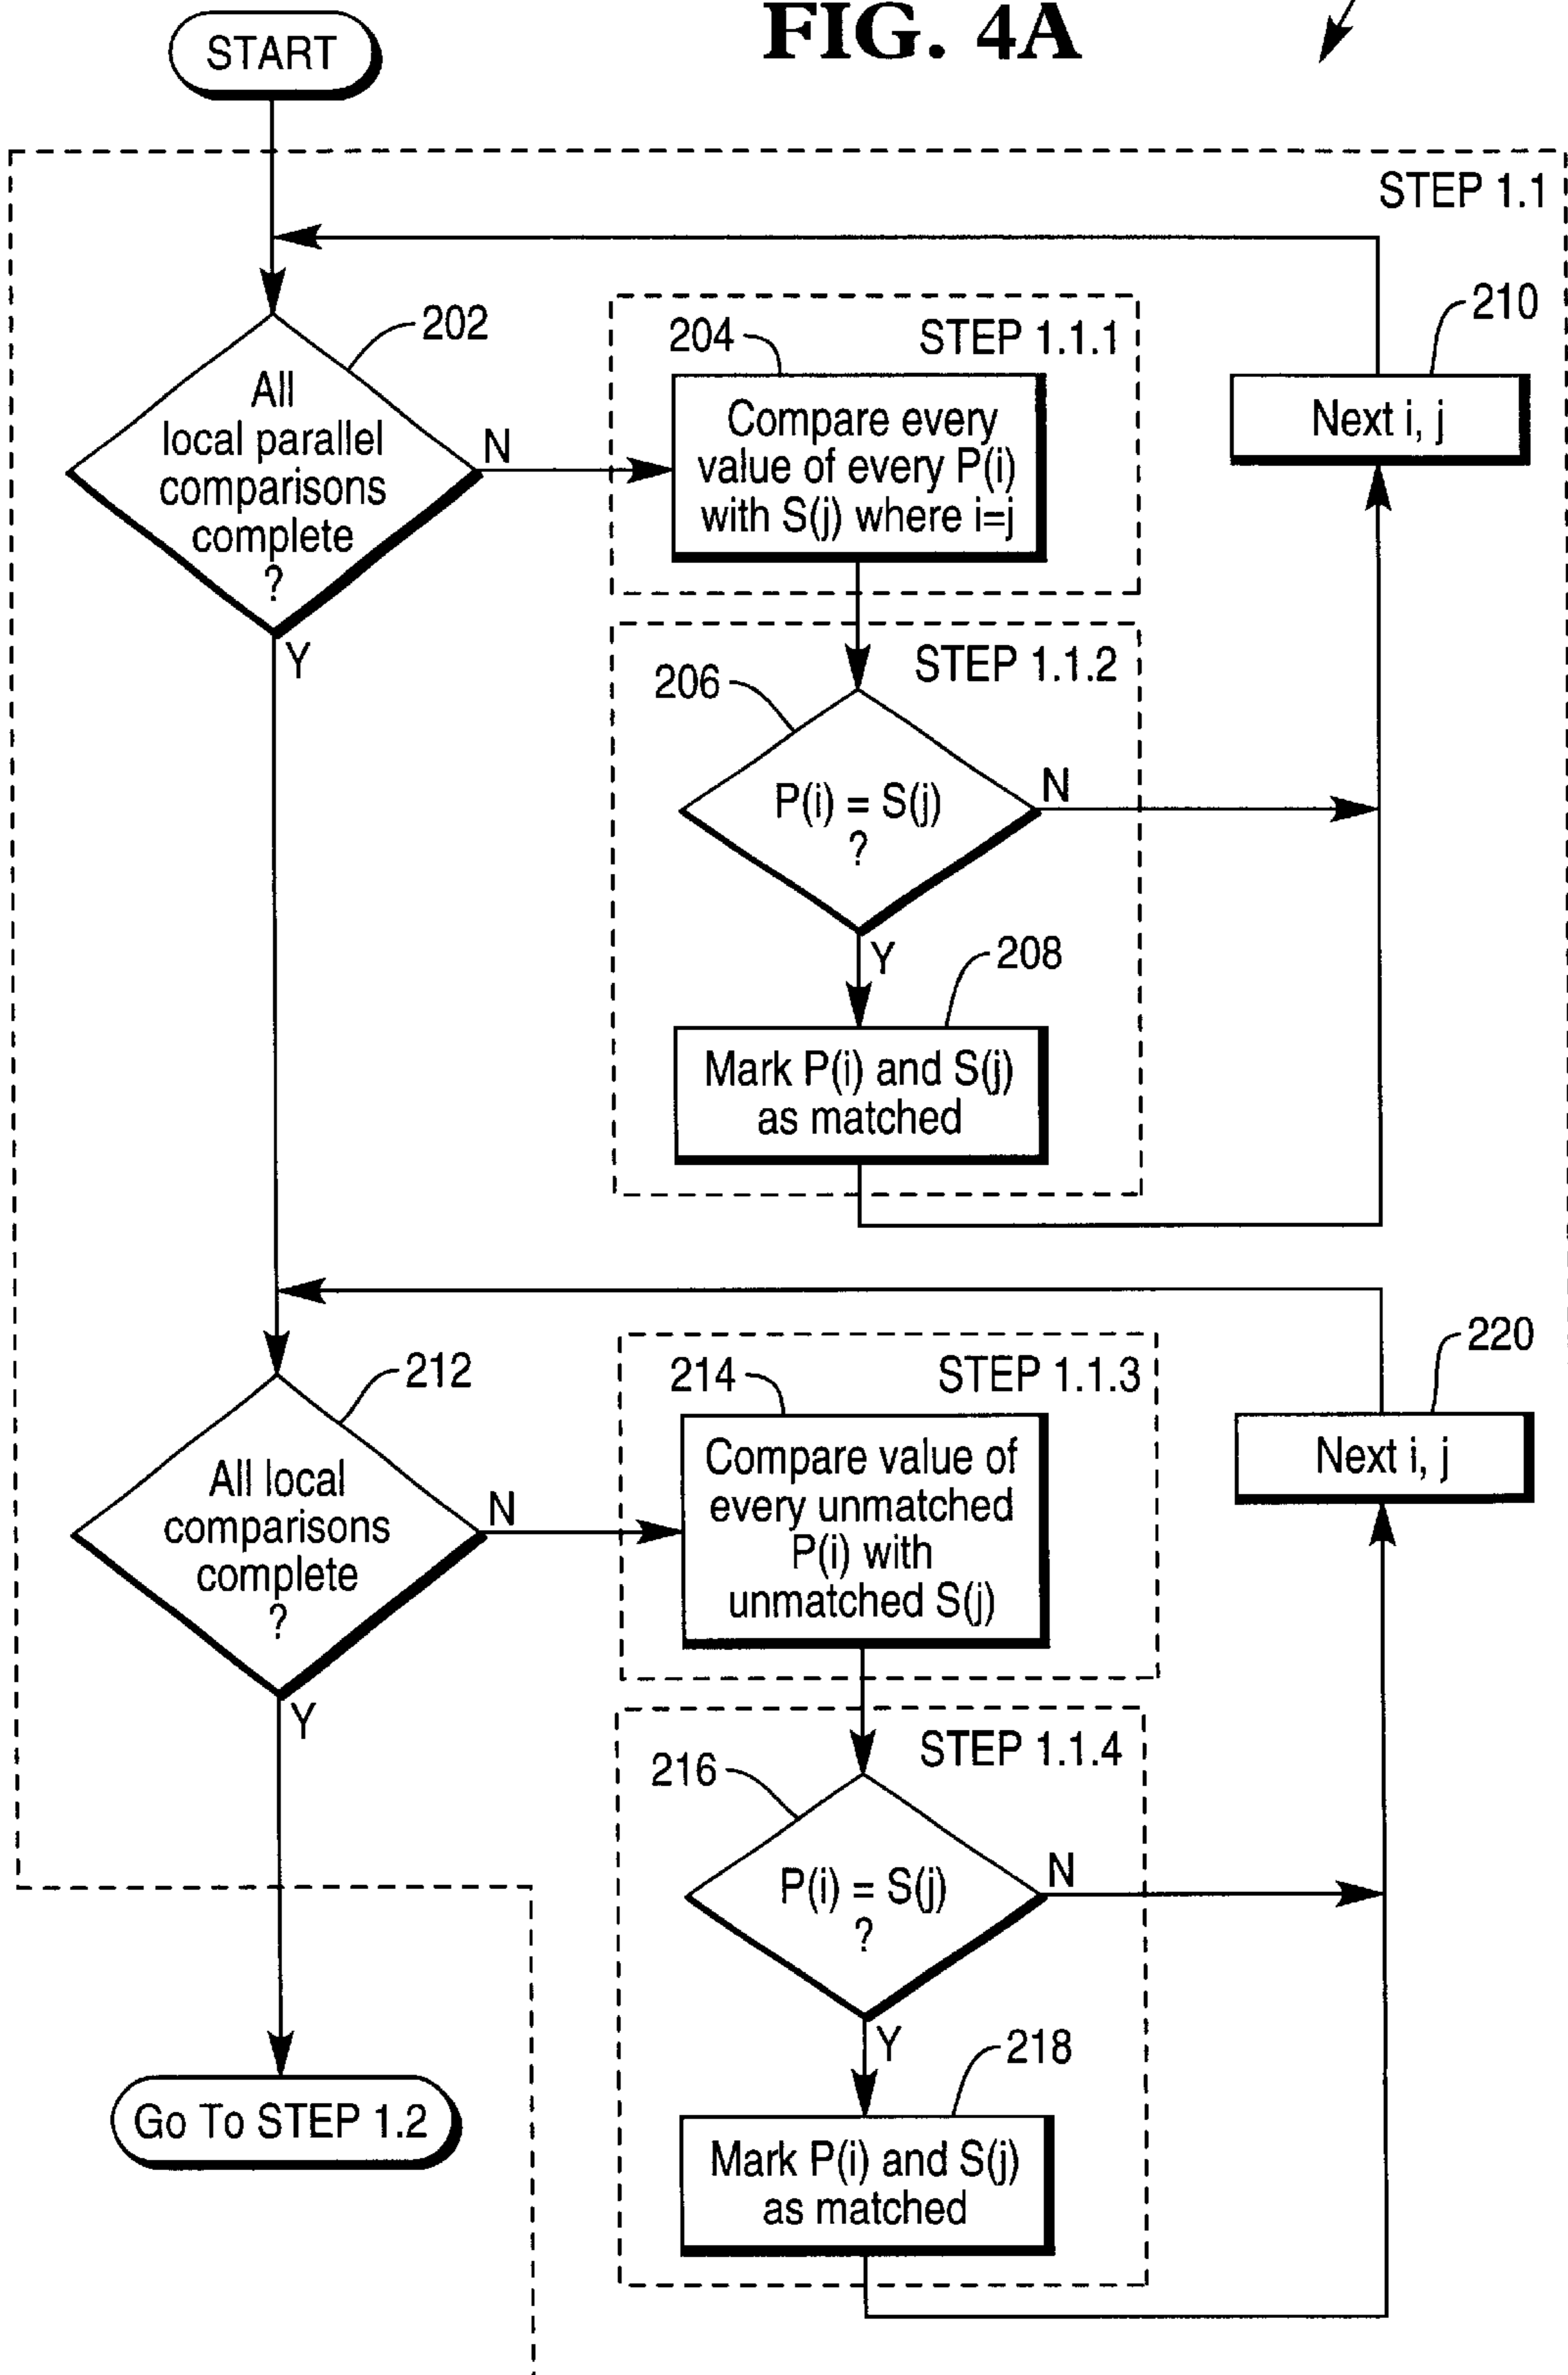 FIG. 4A
START
STEP 1.1
202
All
local parallel
comparisons
complete
?
N
Y
204
STEP 1.1.1
Compare every
value of every P(i)
with S(j) where i=j
210
Next i, j
STEP 1.1.2
206
P(i) = S(j)
?
N
Y
208
Mark P(i) and S(j)
as matched
212
All local
comparisons
complete
?
N
Y
214
STEP 1.1.3
Compare value of
every unmatched
P(i) with
unmatched S(j)
220
Next i, j
STEP 1.1.4
216
P(i) = S(j)
?
N
Y
218
Mark P(i) and S(j)
as matched
Go To STEP 1.2